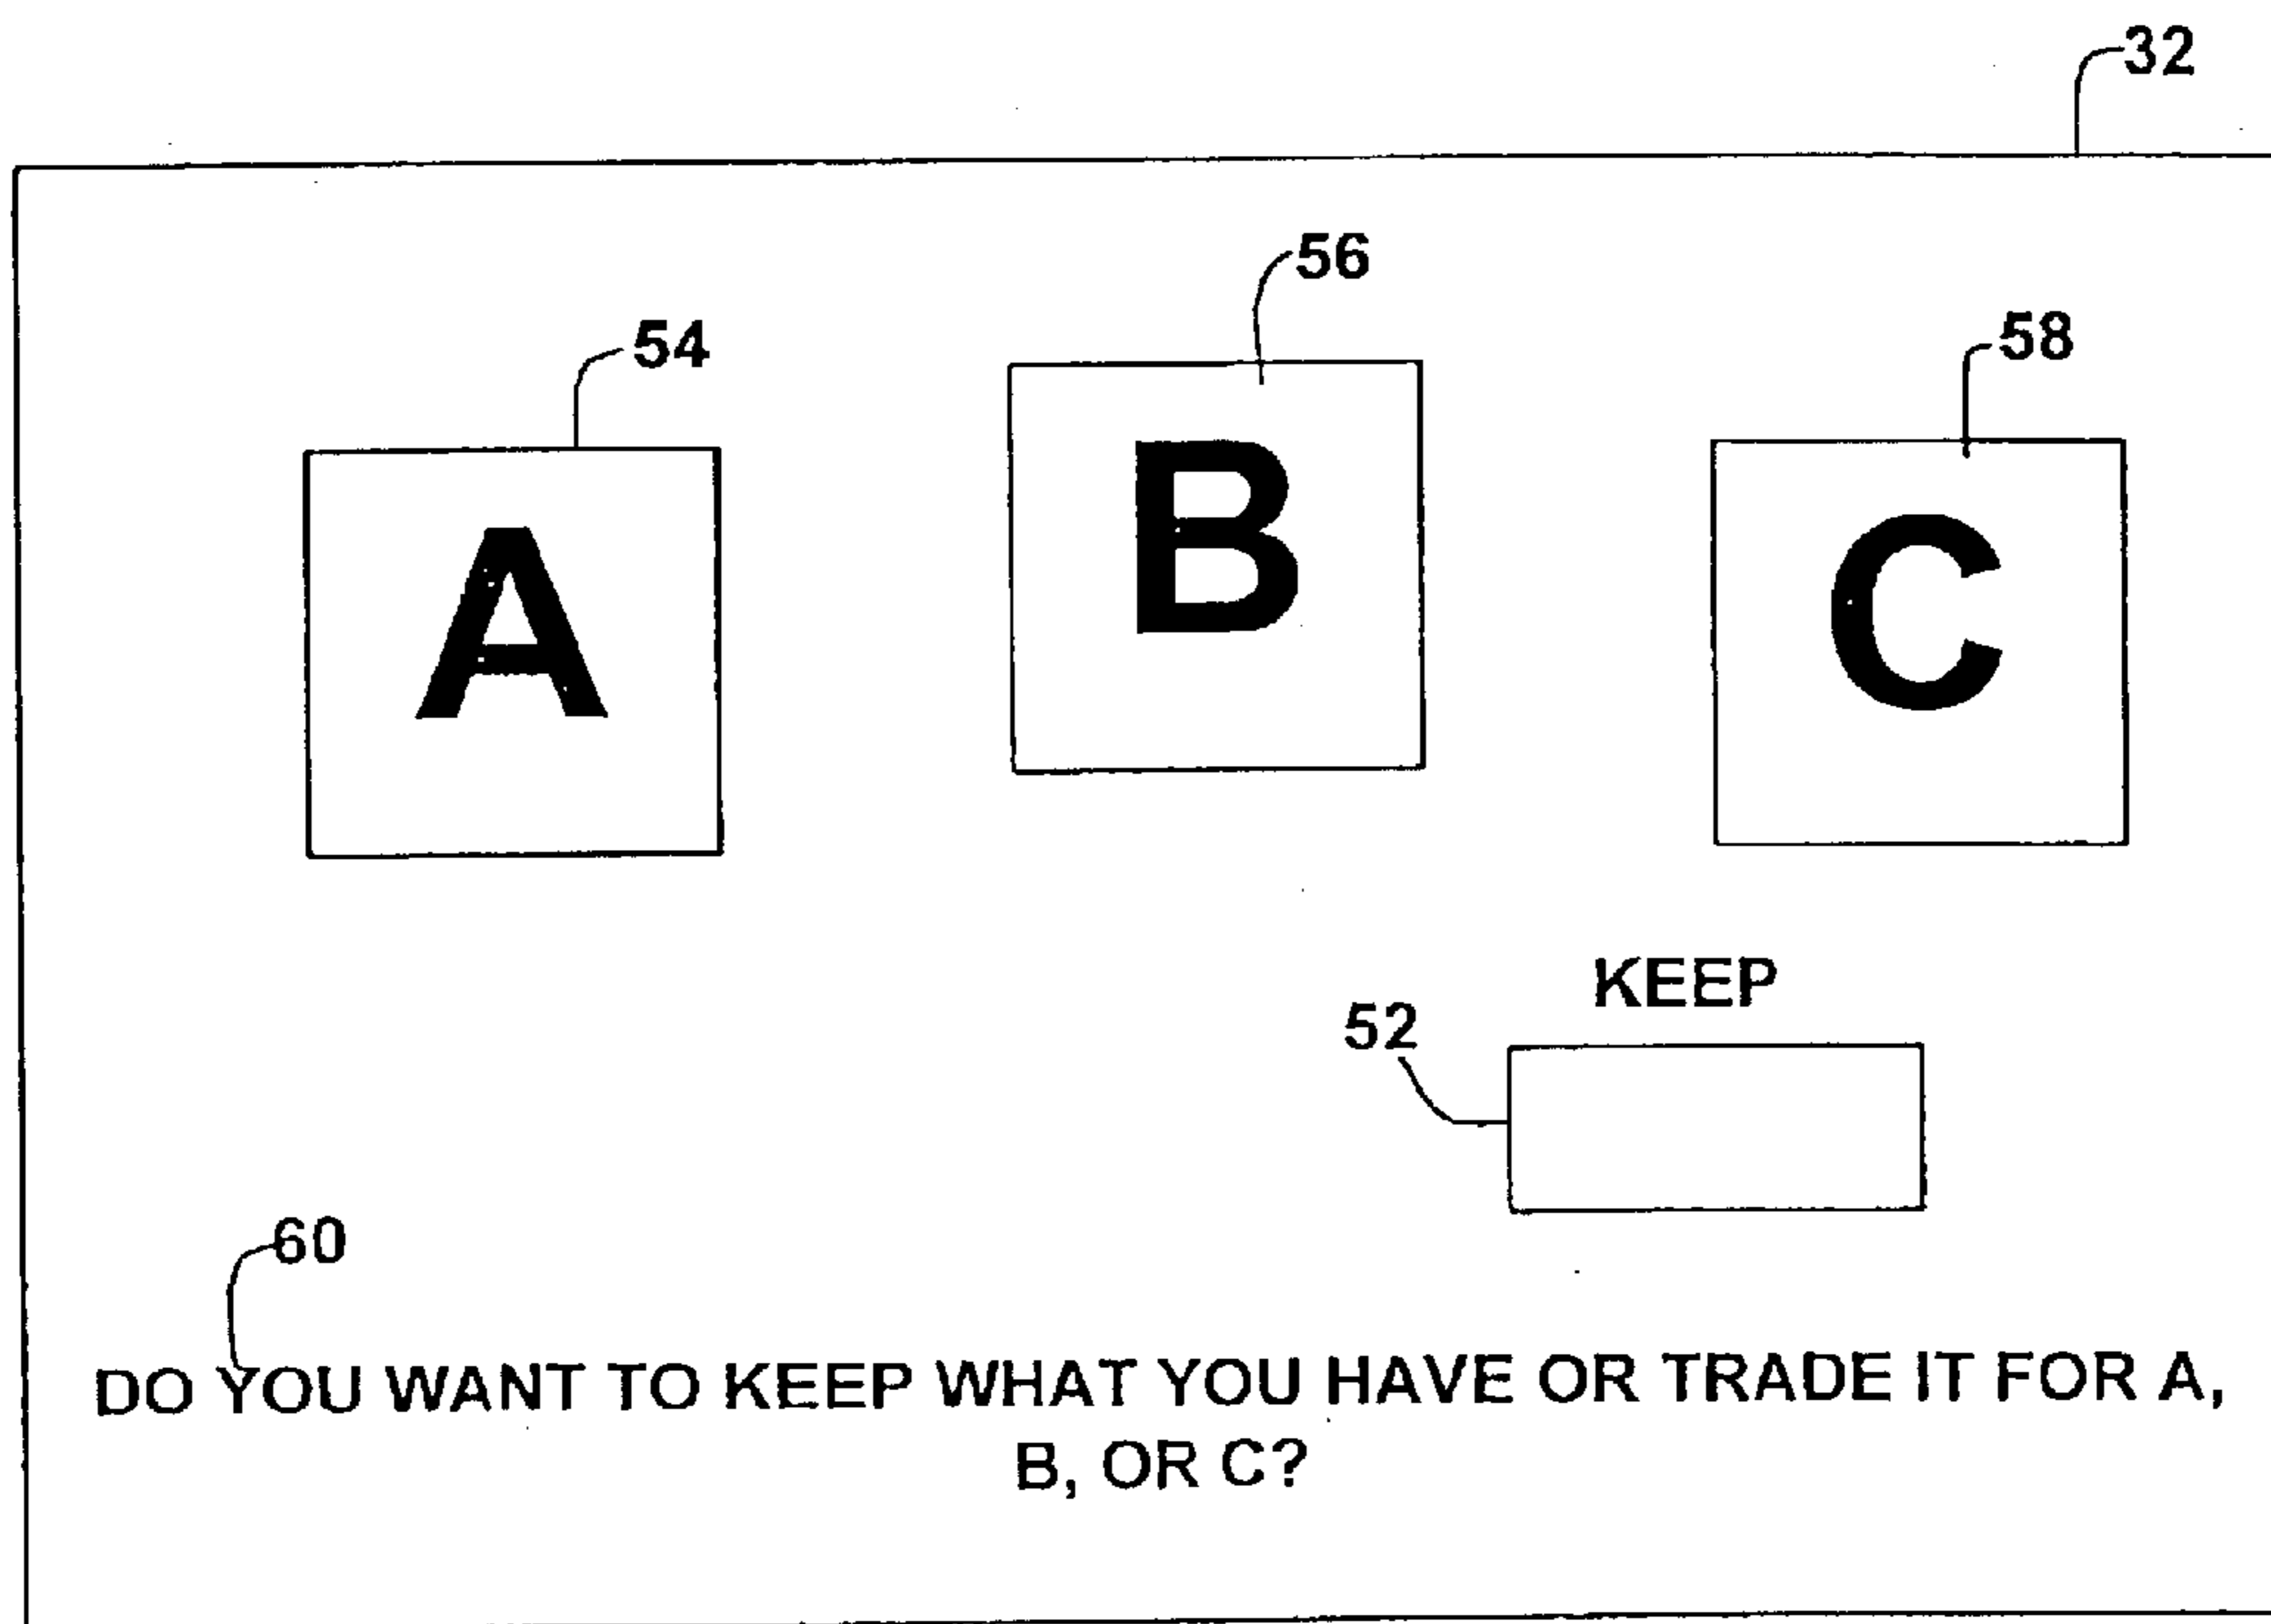 32
56
54
58
A
B
C
KEEP
52
60
DO YOU WANT TO KEEP WHAT YOU HAVE OR TRADE IT FOR A,
B, OR C?